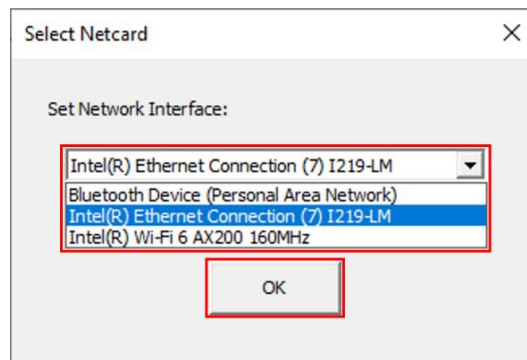 Select Netcard
Set Network Interface:
Intel(R) Ethernet Connection (7) I219-LM
Bluetooth Device (Personal Area Network)
Intel(R) Ethernet Connection (7) I219-LM
Intel(R) Wi-Fi 6 AX200 160MHz
OK